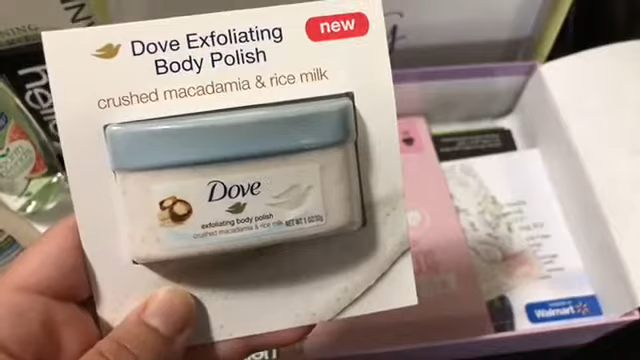 Dove Exfoliating
Body Polish
new
crushed macadamia & rice milk
Dove
exfoliating body polish
crushed macadamia & rice milk
NET WT 1 OZ
Walmart